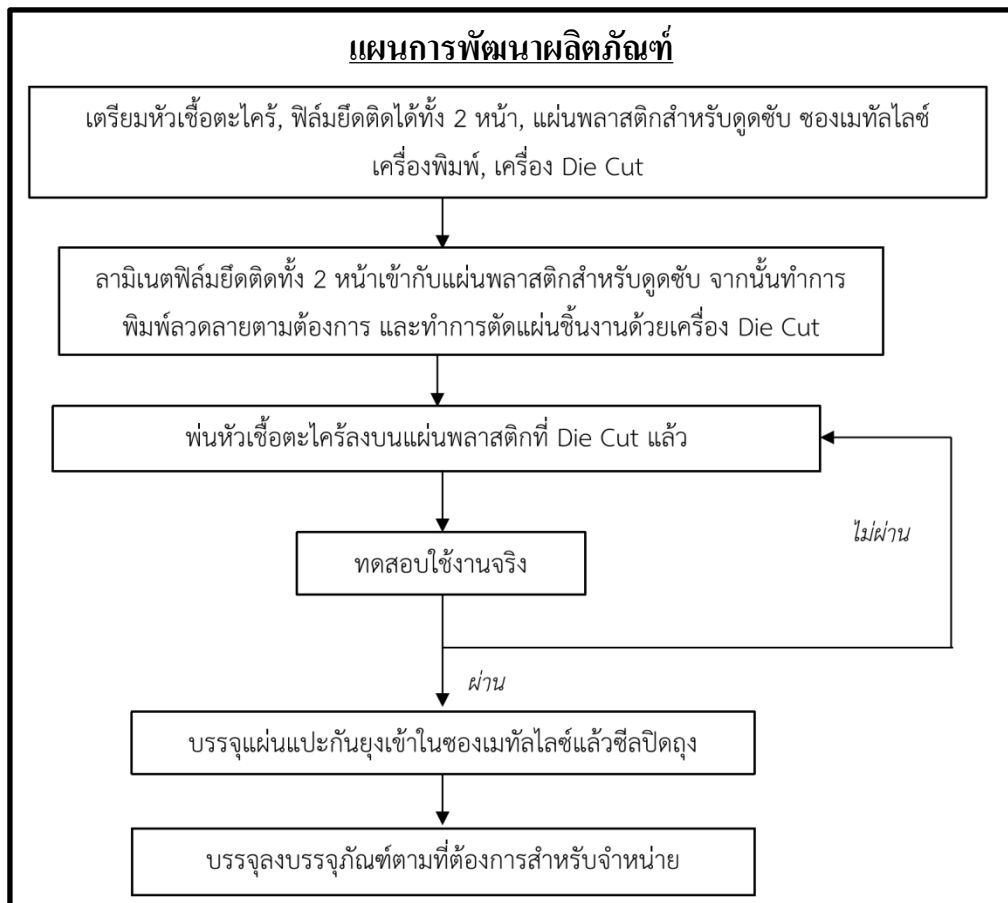 แผนการพัฒนาผลิตภัณฑ์
เตรียมหัวเชื้อตะไคร้, ฟิล์มยึดติดได้ทั้ง 2 หน้า, แผ่นพลาสติกสำหรับดูดซับ ซองเมทัลไลซ์
เครื่องพิมพ์, เครื่อง Die Cut
ลามิเนตฟิล์มยึดติดทั้ง 2 หน้าเข้ากับแผ่นพลาสติกสำหรับดูดซับ จากนั้นทำการ
พิมพ์ลวดลายตามต้องการ และทำการตัดแผ่นชิ้นงานด้วยเครื่อง Die Cut
พ่นหัวเชื้อตะไคร้ลงบนแผ่นพลาสติกที่ Die Cut แล้ว
ไม่ผ่าน
ทดสอบใช้งานจริง
ผ่าน
บรรจุแผ่นแปะกันยุงเข้าในซองเมทัลไลซ์แล้วซีลปิดถุง
บรรจุลงบรรจุภัณฑ์ตามที่ต้องการสำหรับจำหน่าย